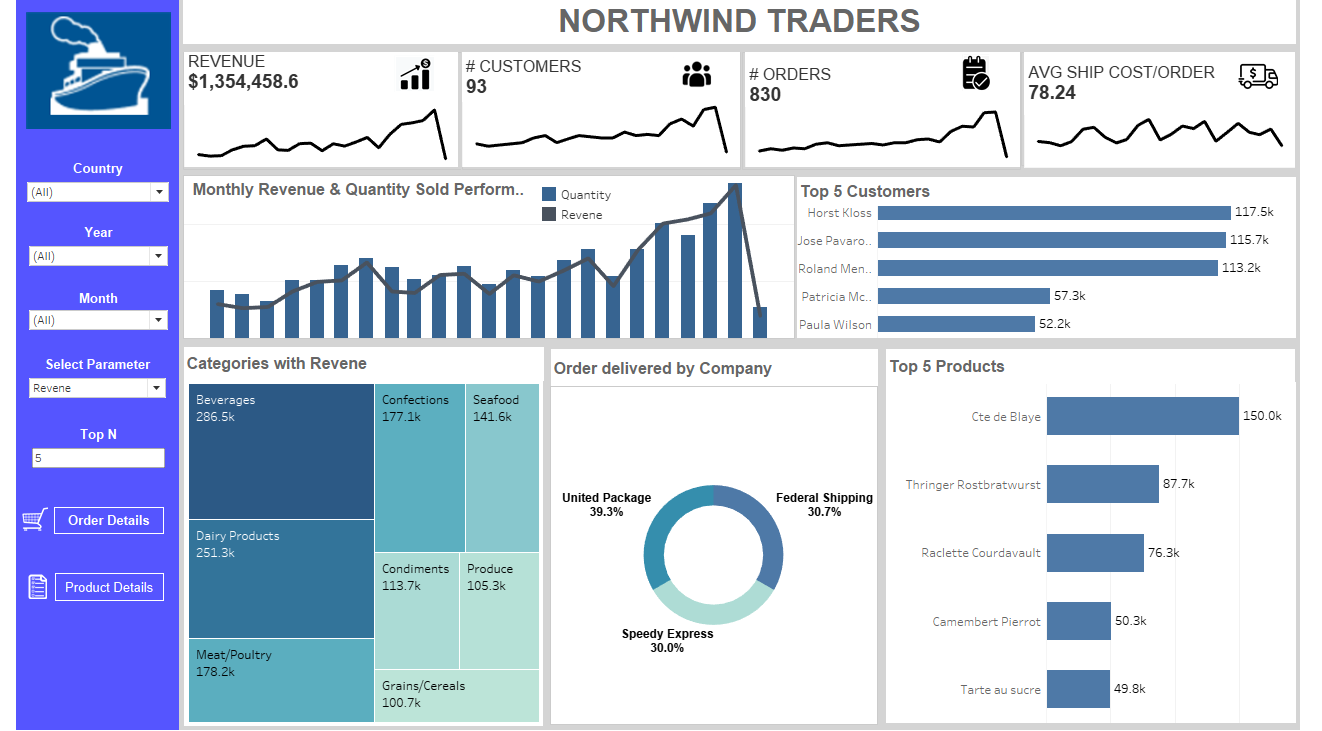 NORTHWIND TRADERS
Country
(All)
Year
(All)
Month
(All)
Select Parameter
Revene
Top N
5
Order Details
Product Details
REVENUE
$1,354,458.6
# CUSTOMERS
93
# ORDERS
830
AVG SHIP COST/ORDER
78.24
Monthly Revenue & Quantity Sold Perform..
Quantity
Revene
Top 5 Customers
Horst Kloss 117.5k
Jose Pavaro.. 115.7k
Roland Men.. 113.2k
Patricia Mc.. 57.3k
Paula Wilson 52.2k
Categories with Revene
Beverages
286.5k
Dairy Products
251.3k
Meat/Poultry
178.2k
Confections
177.1k
Seafood
141.6k
Condiments
113.7k
Produce
105.3k
Grains/Cereals
100.7k
Order delivered by Company
United Package
39.3%
Federal Shipping
30.7%
Speedy Express
30.0%
Top 5 Products
Cte de Blaye 150.0k
Thringer Rostbratwurst 87.7k
Raclette Courdavault 76.3k
Camembert Pierrot 50.3k
Tarte au sucre 49.8k